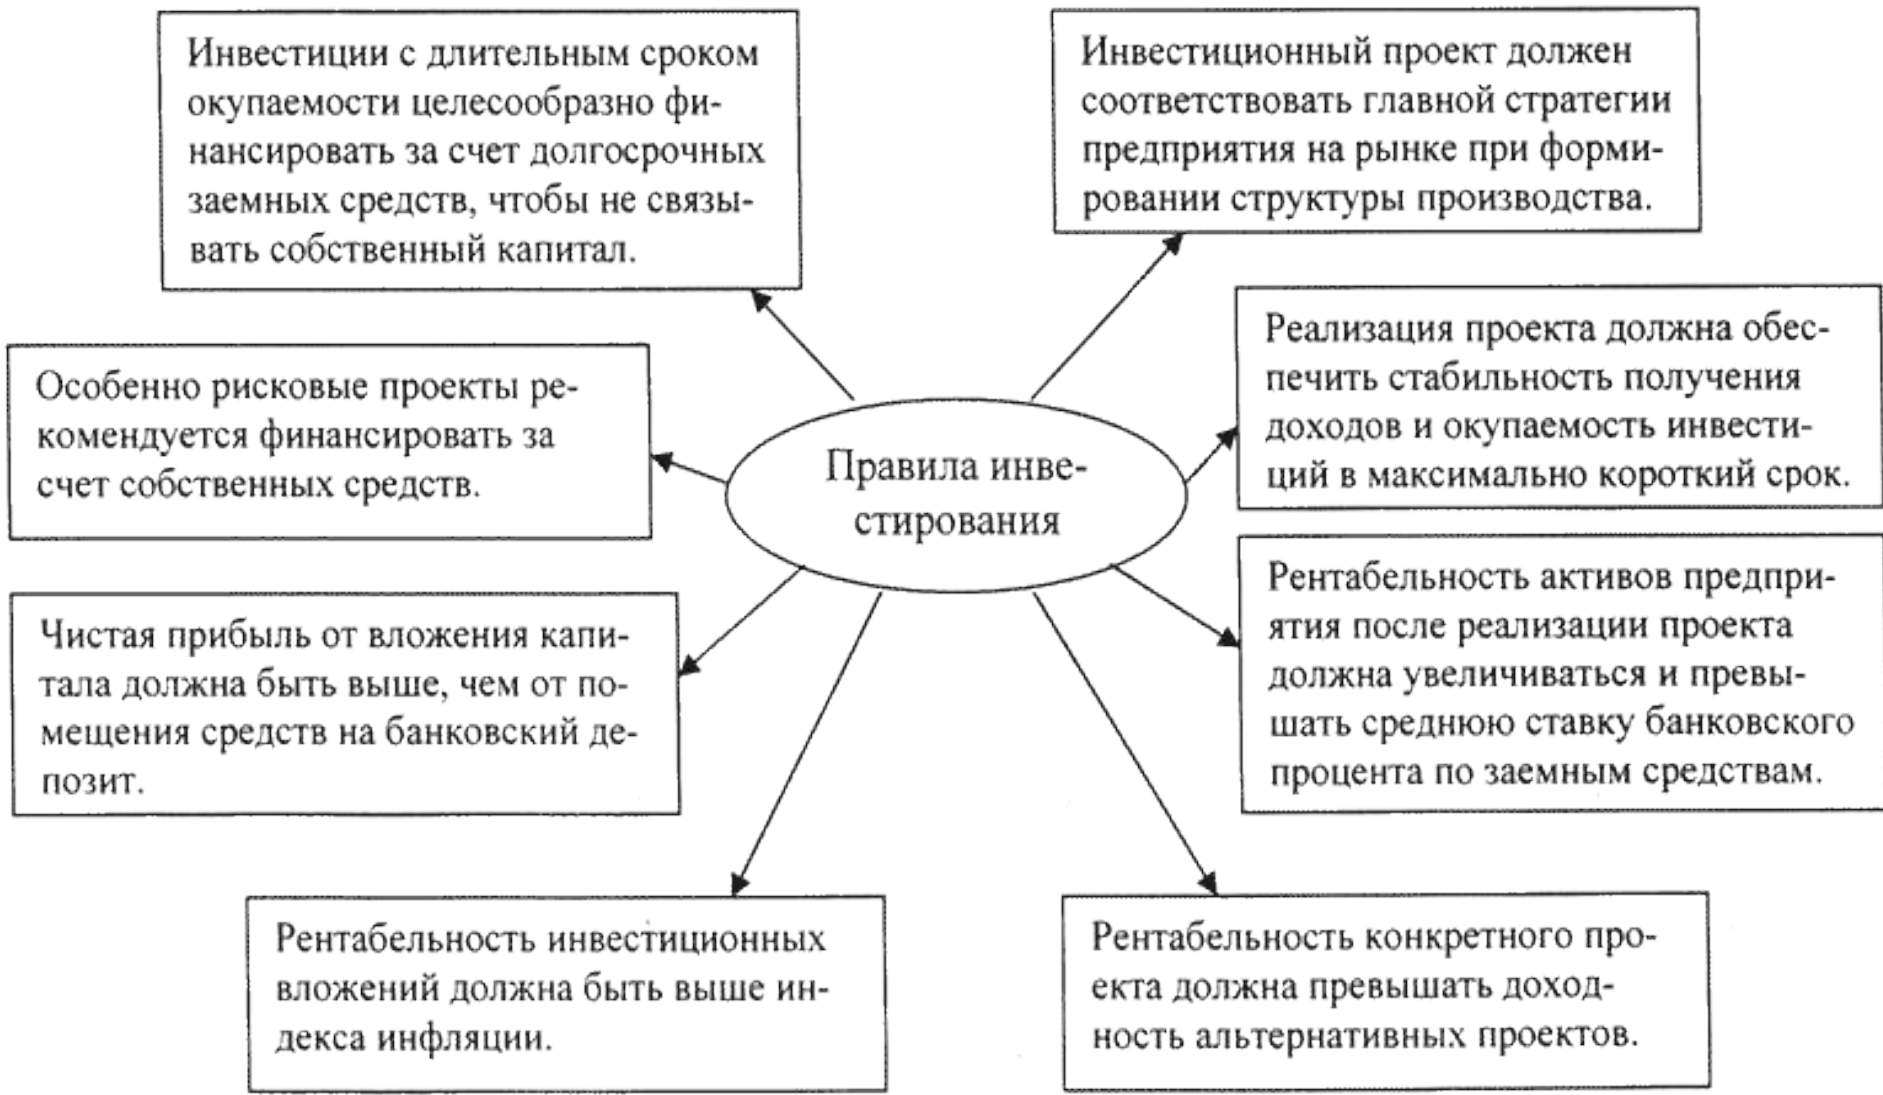 Инвестиции с длительным сроком
окупаемости целесообразно фи-
нансировать за счет долгосрочных
заемных средств, чтобы не связы-
вать собственный капитал.
Инвестиционный проект должен
соответствовать главной стратегии
предприятия на рынке при форми-
ровании структуры производства.
Особенно рисковые проекты ре-
комендуется финансировать за
счет собственных средств.
Правила инве-
стирования
Реализация проекта должна обес-
печить стабильность получения
доходов и окупаемость инвести-
ций в максимально короткий срок.
Чистая прибыль от вложения капи-
тала должна быть выше, чем от по-
мещения средств на банковский де-
позит.
Рентабельность активов предпри-
ятия после реализации проекта
должна увеличиваться и превы-
шать среднюю ставку банковского
процента по заемным средствам.
Рентабельность инвестиционных
вложений должна быть выше ин-
декса инфляции.
Рентабельность конкретного про-
екта должна превышать доход-
ность альтернативных проектов.